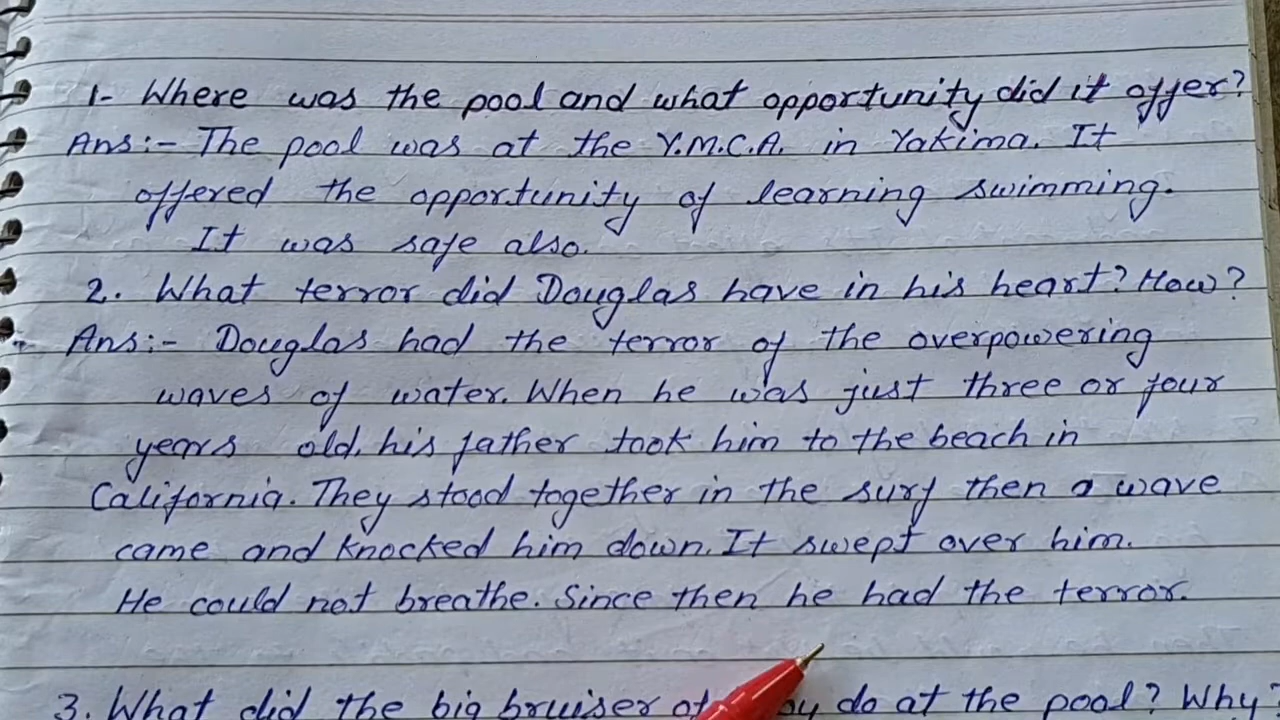 1- Where was the pool and what opportunity did it offer?
Ans:- The pool was at the Y.M.C.A. in Yakima. It
offered the opportunity of learning swimming.
It was safe also.
2. What terror did Douglas have in his heart? How?
Ans:- Douglas had the terror of the overpowering
waves of water. When he was just three or four
years old, his father took him to the beach in
California. They stood together in the surf then a wave
came and knocked him down. It swept over him.
He could not breathe. Since then he had the terror.
3. What did the big bruiser of do at the pool? Why?